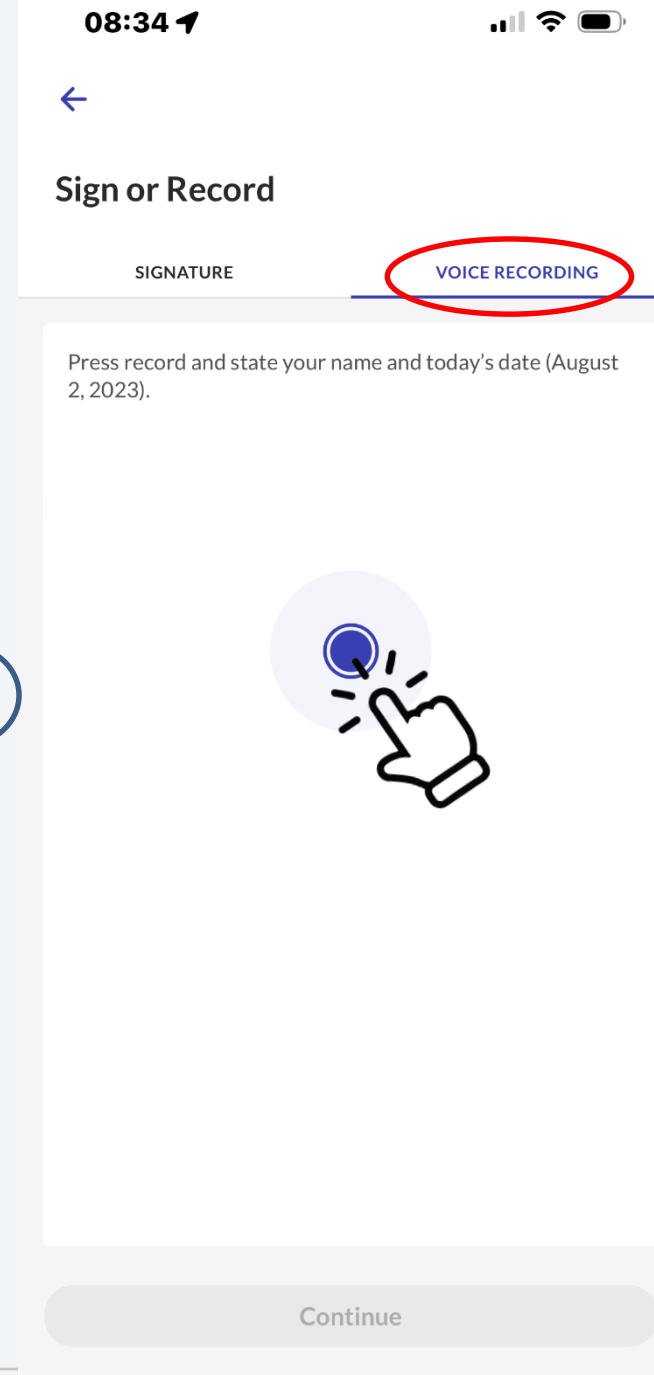 08:34
Sign or Record
SIGNATURE VOICE RECORDING
Press record and state your name and today's date (August
2, 2023).
Continue